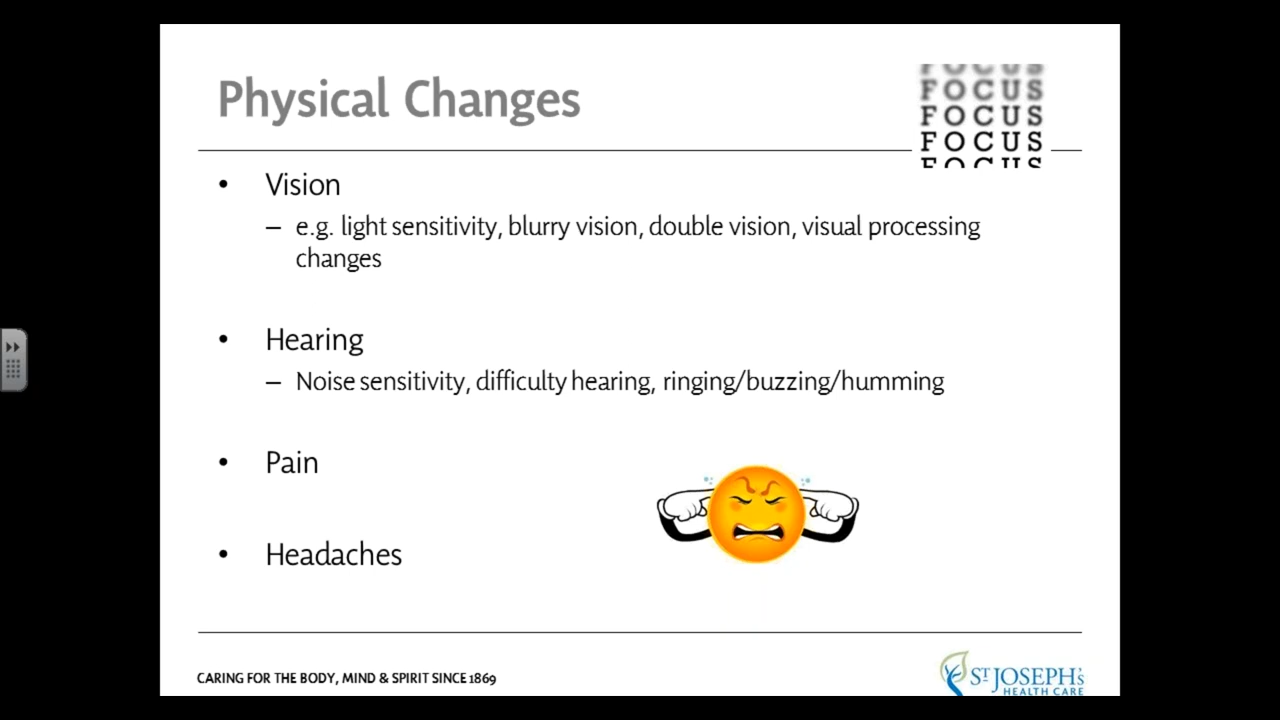 Physical Changes
FOCUS
FOCUS
FOCUS
FOCUS
FOCUS
• Vision
– e.g. light sensitivity, blurry vision, double vision, visual processing
changes
• Hearing
– Noise sensitivity, difficulty hearing, ringing/buzzing/humming
• Pain
• Headaches
CARING FOR THE BODY, MIND & SPIRIT SINCE 1869
ST JOSEPH'S
HEALTH CARE